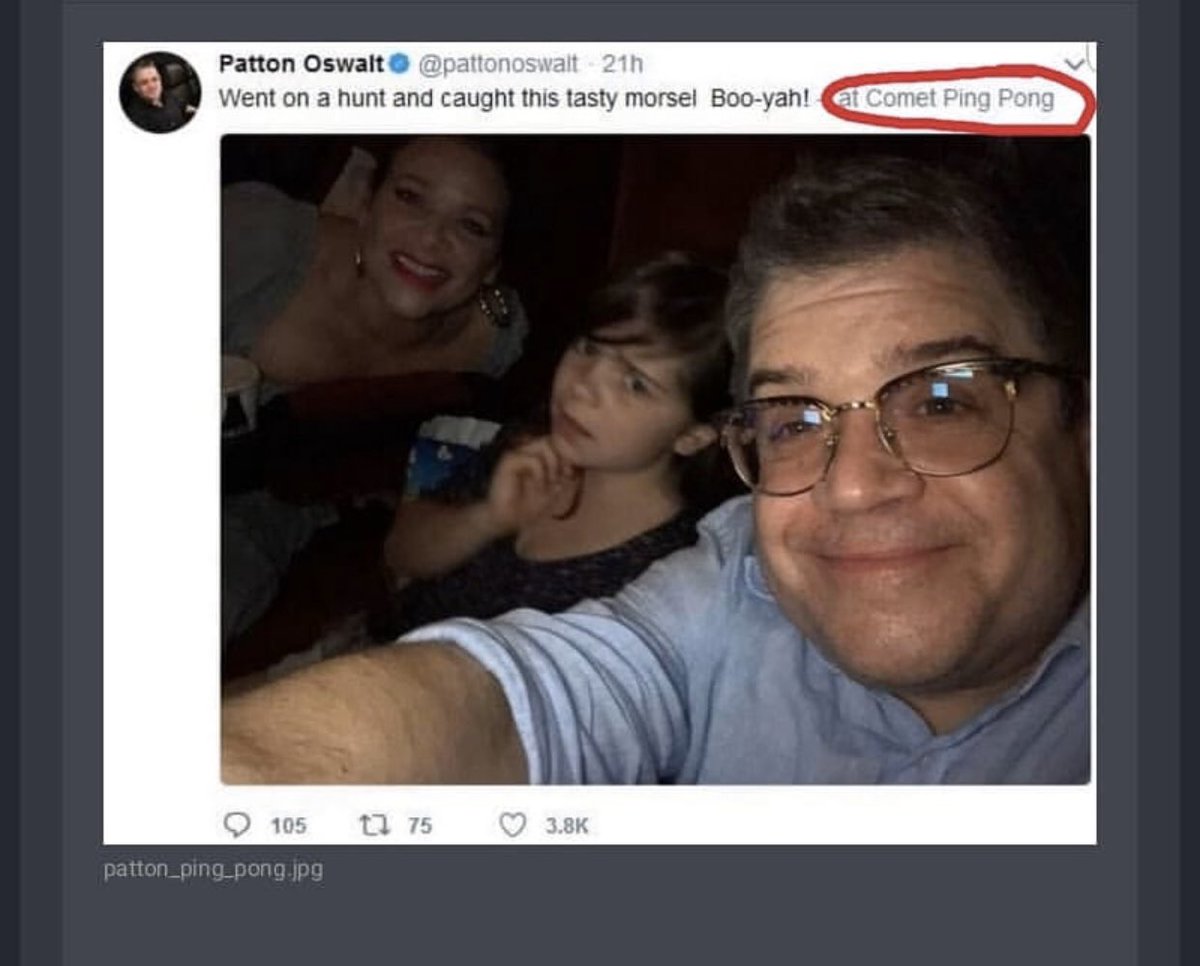 Patton Oswalt @pattonoswalt · 21h
Went on a hunt and caught this tasty morsel Boo-yah! - at Comet Ping Pong
105 75 3.8K
patton_ping_pong.jpg